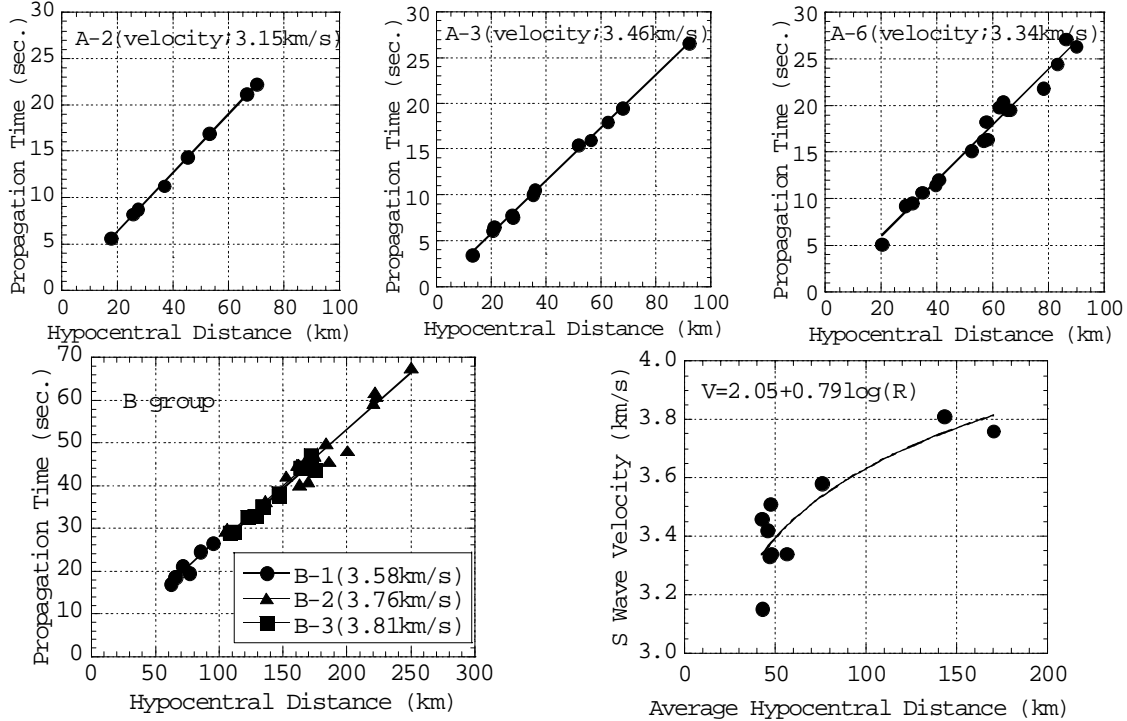 A-2(velocity;3.15km/s)
Propagation Time (sec.)
30
25
20
15
10
5
0
0 20 40 60 80 100
Hypocentral Distance (km)
A-3(velocity;3.46km/s)
Propagation Time (sec.)
30
25
20
15
10
5
0
0 20 40 60 80 100
Hypocentral Distance (km)
A-6(velocity;3.34km/s)
Propagation Time (sec.)
30
25
20
15
10
5
0
0 20 40 60 80 100
Hypocentral Distance (km)
B group
Propagation Time (sec.)
70
60
50
40
30
20
10
0
B-1(3.58km/s)
B-2(3.76km/s)
B-3(3.81km/s)
0 50 100 150 200 250 300
Hypocentral Distance (km)
V=2.05+0.79log(R)
S Wave Velocity (km/s)
4.0
3.8
3.6
3.4
3.2
3.0
0 50 100 150 200
Average Hypocentral Distance (km)